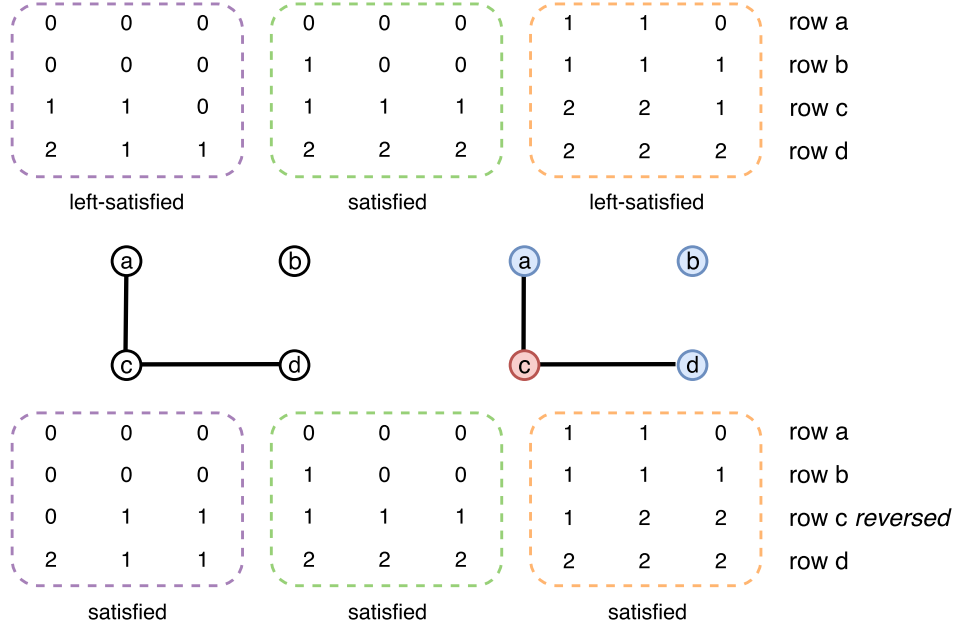 0 0 0 0 0 0 1 1 0 row a
0 0 0 1 0 0 1 1 1 row b
1 1 0 1 1 1 2 2 1 row c
2 1 1 2 2 2 2 2 2 row d
left-satisfied satisfied left-satisfied
a b a b
c d c d
0 0 0 0 0 0 1 1 0 row a
0 0 0 1 0 0 1 1 1 row b
0 1 1 1 1 1 1 2 2 row c reversed
2 1 1 2 2 2 2 2 2 row d
satisfied satisfied satisfied